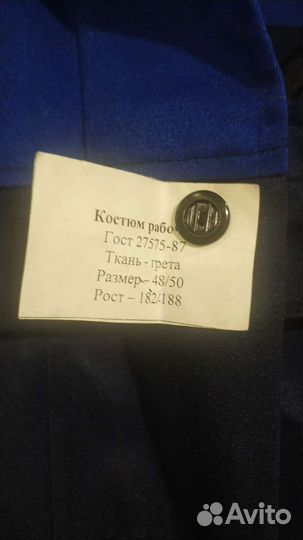 Костюм рабо
Гост 27575-87
Ткань - грета
Размер – 48/50
Рост – 182/188
Avito